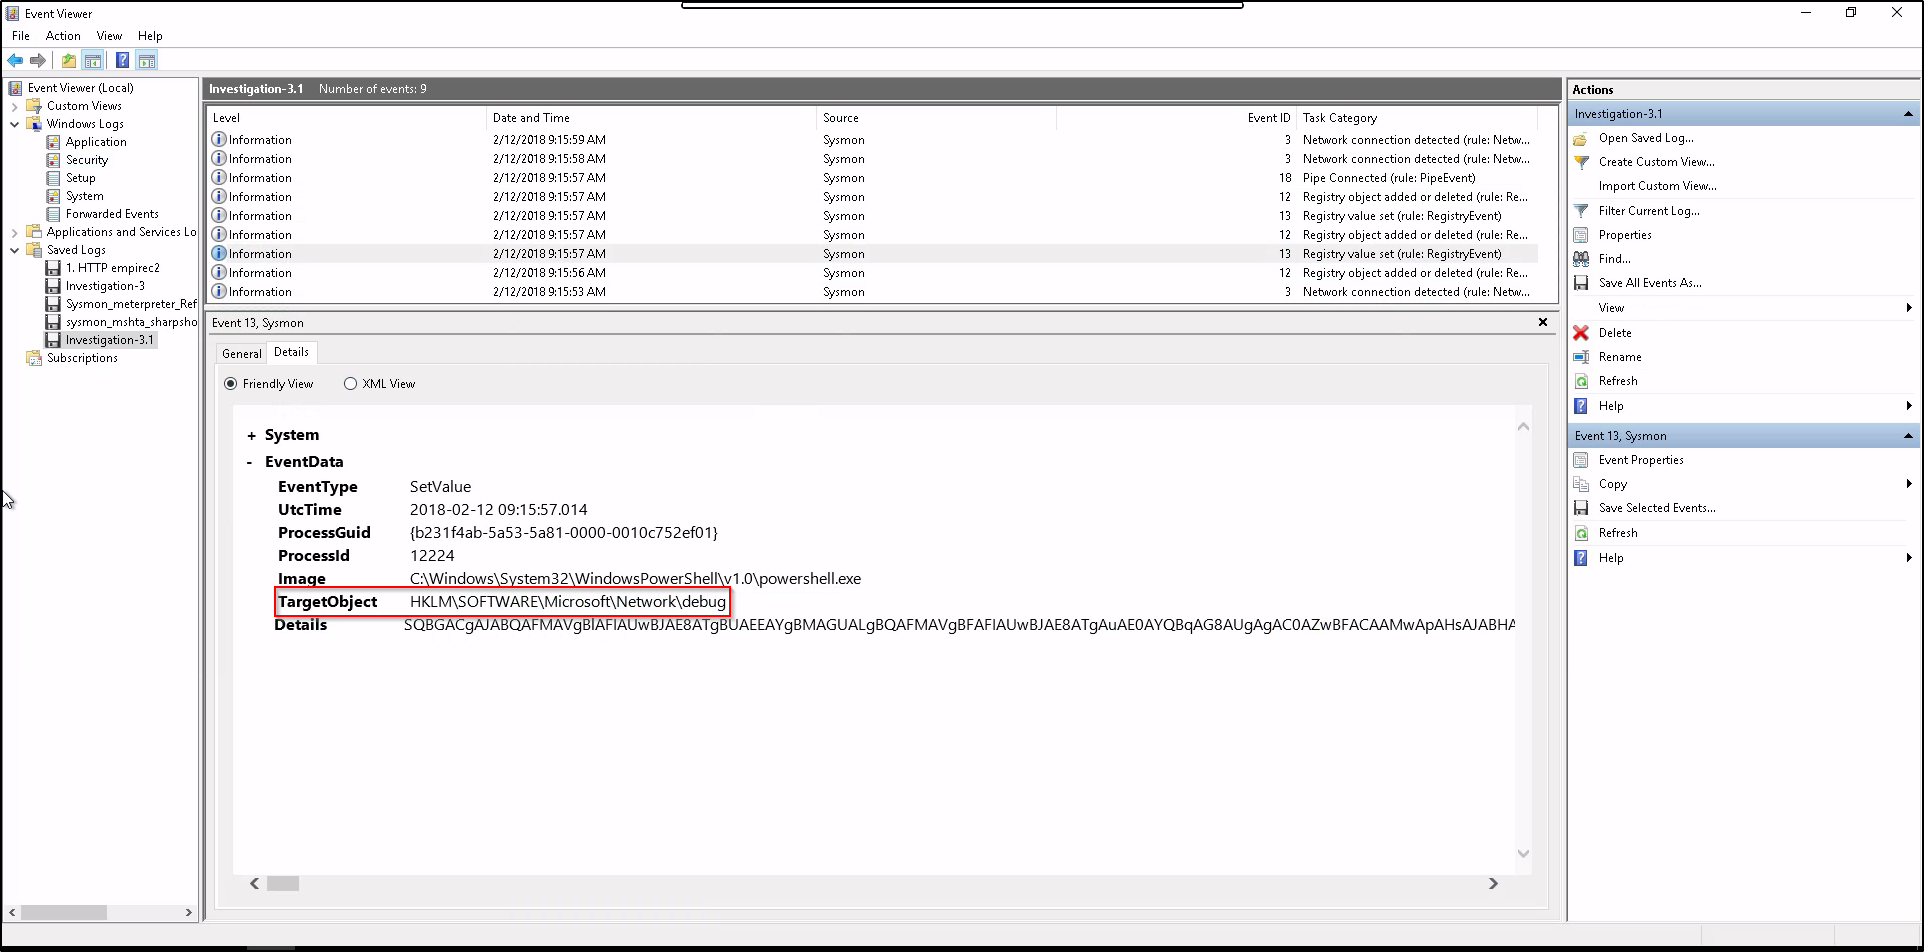 Event Viewer
File Action View Help
Event Viewer (Local)
Custom Views
Windows Logs
Application
Security
Setup
System
Forwarded Events
Applications and Services Lo
Saved Logs
1. HTTP empirec2
Investigation-3
Sysmon_meterpreter_Ref
sysmon_mshta_sharpsho
Investigation-3.1
Subscriptions
Investigation-3.1 Number of events: 9
Level Date and Time Source Event ID Task Category
Information 2/12/2018 9:15:59 AM Sysmon 3 Network connection detected (rule: Netw...
Information 2/12/2018 9:15:58 AM Sysmon 3 Network connection detected (rule: Netw...
Information 2/12/2018 9:15:57 AM Sysmon 18 Pipe Connected (rule: PipeEvent)
Information 2/12/2018 9:15:57 AM Sysmon 12 Registry object added or deleted (rule: Re...
Information 2/12/2018 9:15:57 AM Sysmon 13 Registry value set (rule: RegistryEvent)
Information 2/12/2018 9:15:57 AM Sysmon 12 Registry object added or deleted (rule: Re...
Information 2/12/2018 9:15:57 AM Sysmon 13 Registry value set (rule: RegistryEvent)
Information 2/12/2018 9:15:56 AM Sysmon 12 Registry object added or deleted (rule: Re...
Information 2/12/2018 9:15:53 AM Sysmon 3 Network connection detected (rule: Netw...
Event 13, Sysmon
General Details
Friendly View XML View
+ System
- EventData
EventType SetValue
UtcTime 2018-02-12 09:15:57.014
ProcessGuid {b231f4ab-5a53-5a81-0000-0010c752ef01}
ProcessId 12224
Image C:\Windows\System32\WindowsPowerShell\v1.0\powershell.exe
TargetObject HKLM\SOFTWARE\Microsoft\Network\debug
Details
Actions
Investigation-3.1
Open Saved Log...
Create Custom View...
Import Custom View...
Filter Current Log...
Properties
Find...
Save All Events As...
View
Delete
Rename
Refresh
Help
Event 13, Sysmon
Event Properties
Copy
Save Selected Events...
Refresh
Help